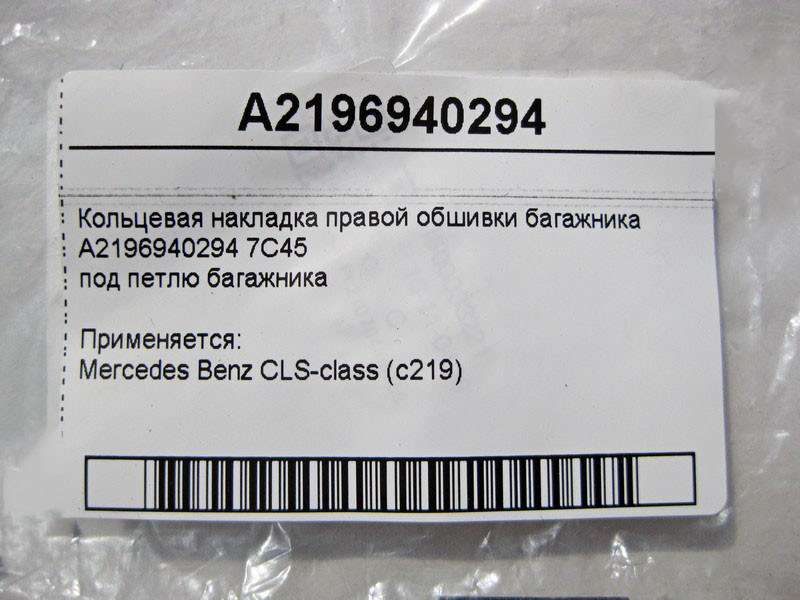 A2196940294
Кольцевая накладка правой обшивки багажника
A2196940294 7C45
под петлю багажника
Применяется:
Mercedes Benz CLS-class (c219)